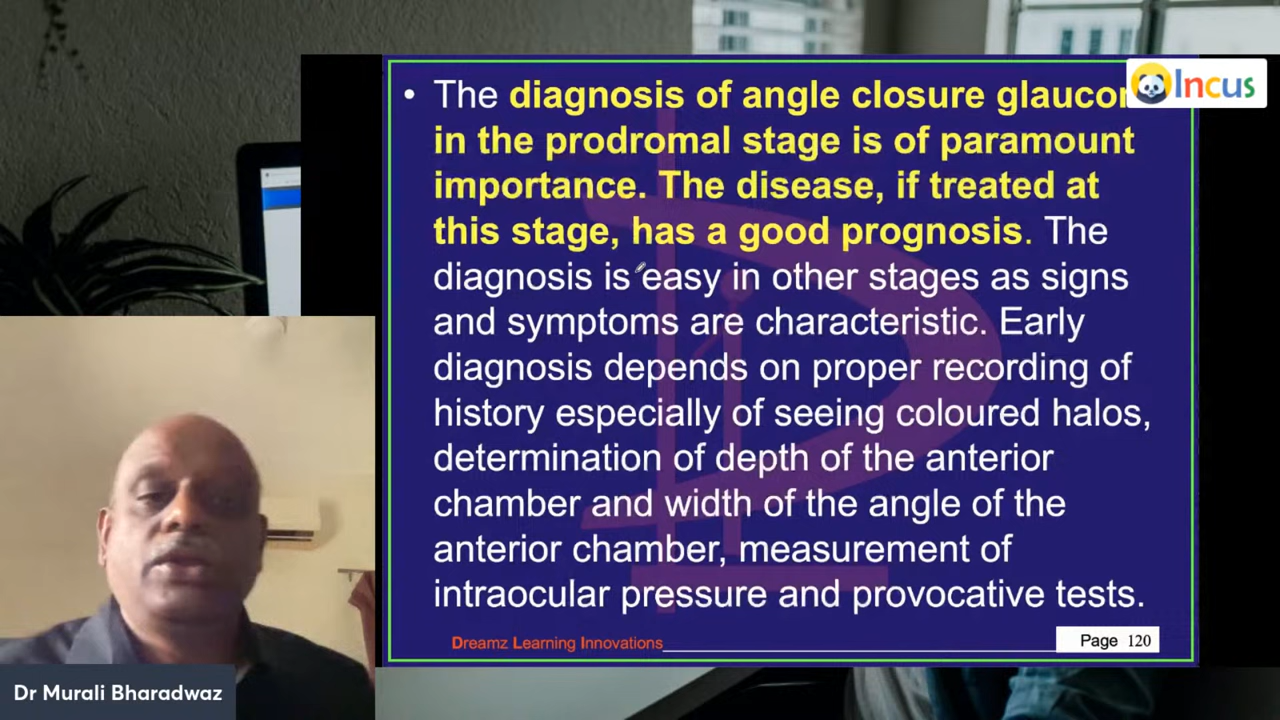 • The diagnosis of angle closure glaucom
in the prodromal stage is of paramount
importance. The disease, if treated at
this stage, has a good prognosis. The
diagnosis is easy in other stages as signs
and symptoms are characteristic. Early
diagnosis depends on proper recording of
history especially of seeing coloured halos,
determination of depth of the anterior
chamber and width of the angle of the
anterior chamber, measurement of
intraocular pressure and provocative tests.
Dreamz Learning Innovations
Page 120
Incus
Dr Murali Bharadwaz